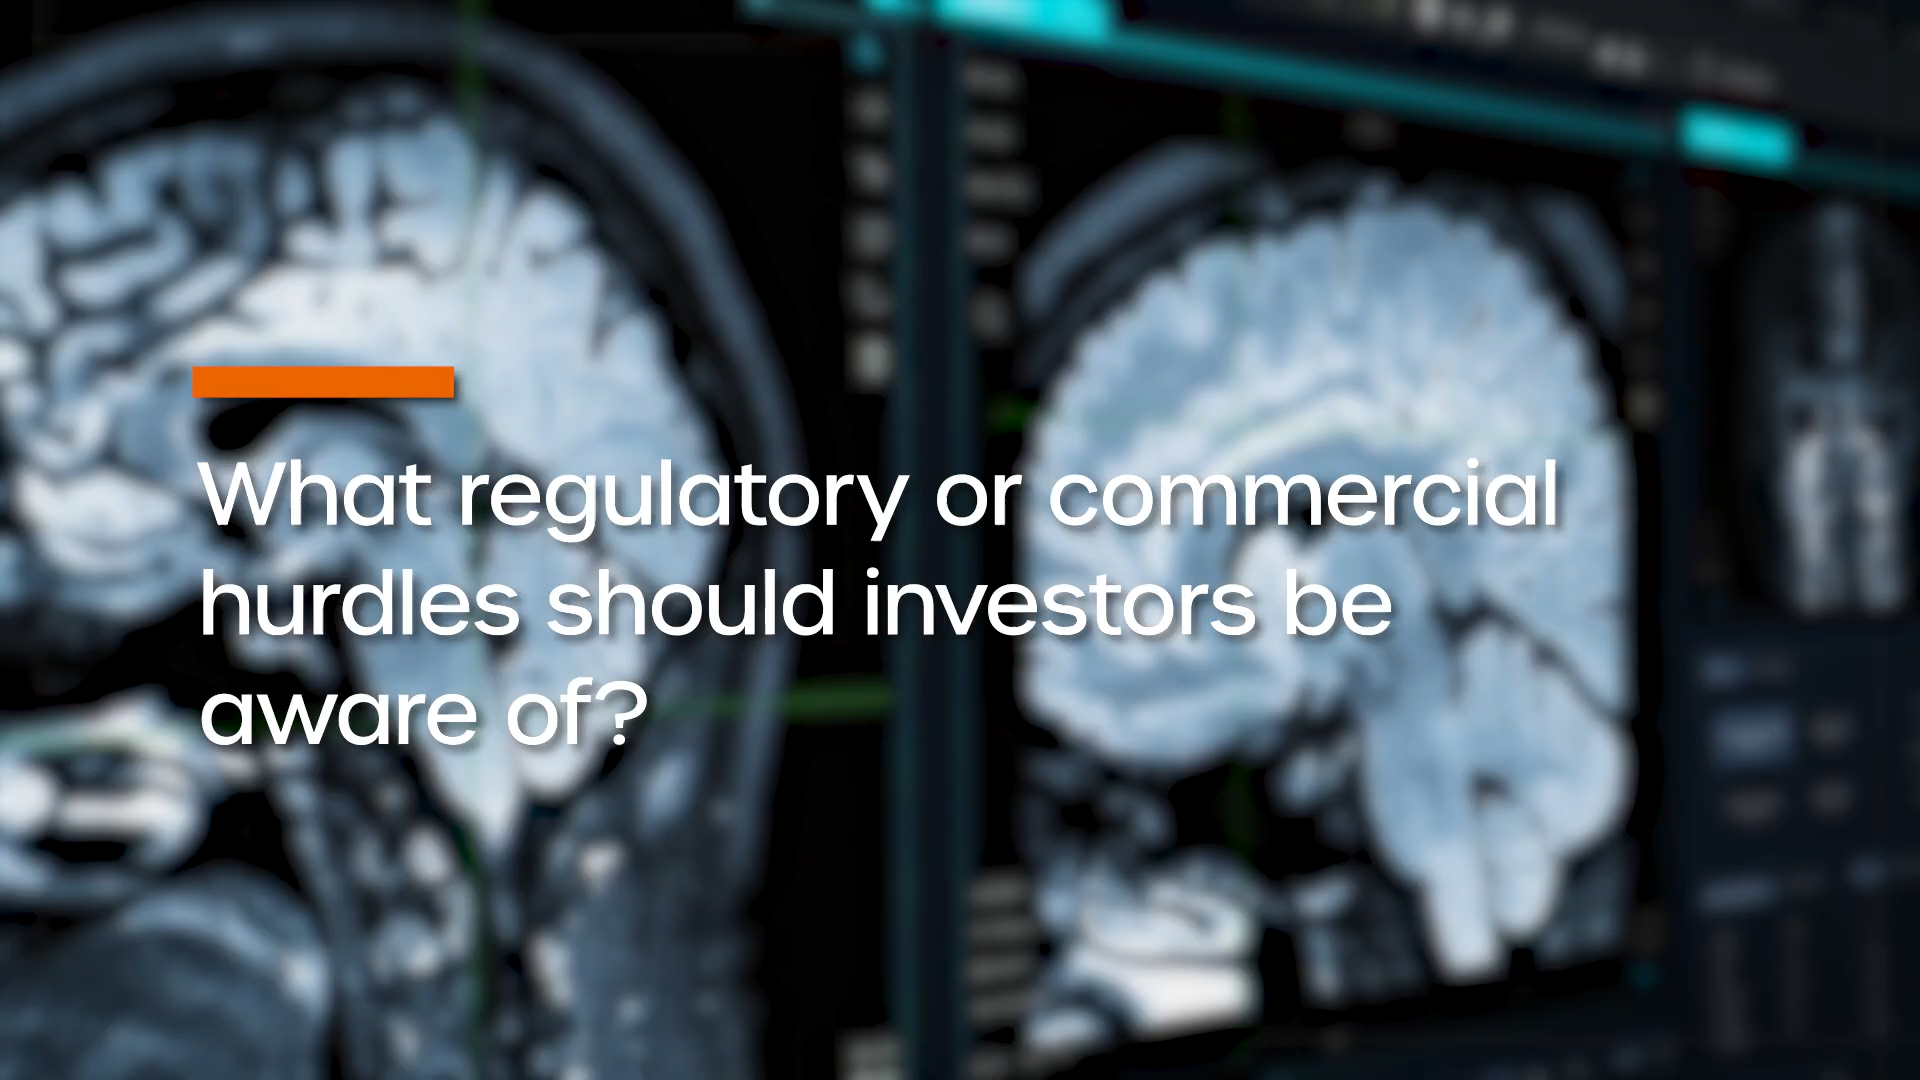 What regulatory or commercial
hurdles should investors be
aware of?